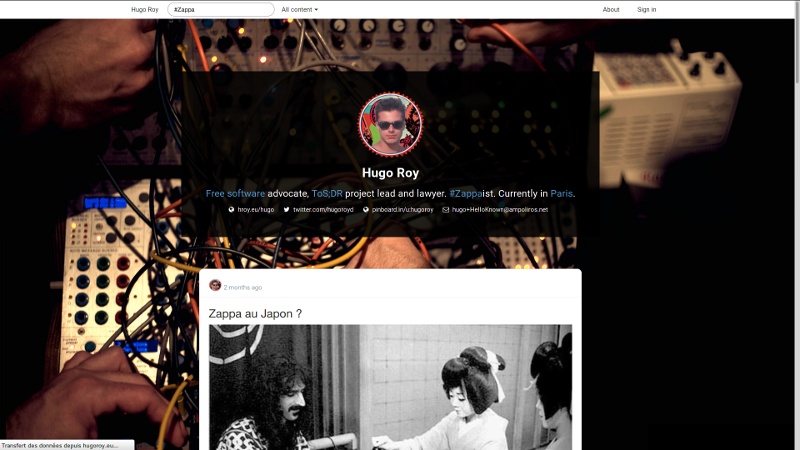 Hugo Roy
#Zappa
All content
About
Sign in
Hugo Roy
Free software advocate, ToS;DR project lead and lawyer. #Zappaist. Currently in Paris.
hroy.eu/hugo twitter.com/hugoroyd pinboard.in/u:hugoroy hugo+HelloKnown@ampoliros.net
2 months ago
Zappa au Japon ?
Transfert des données depuis hugoroy.eu...